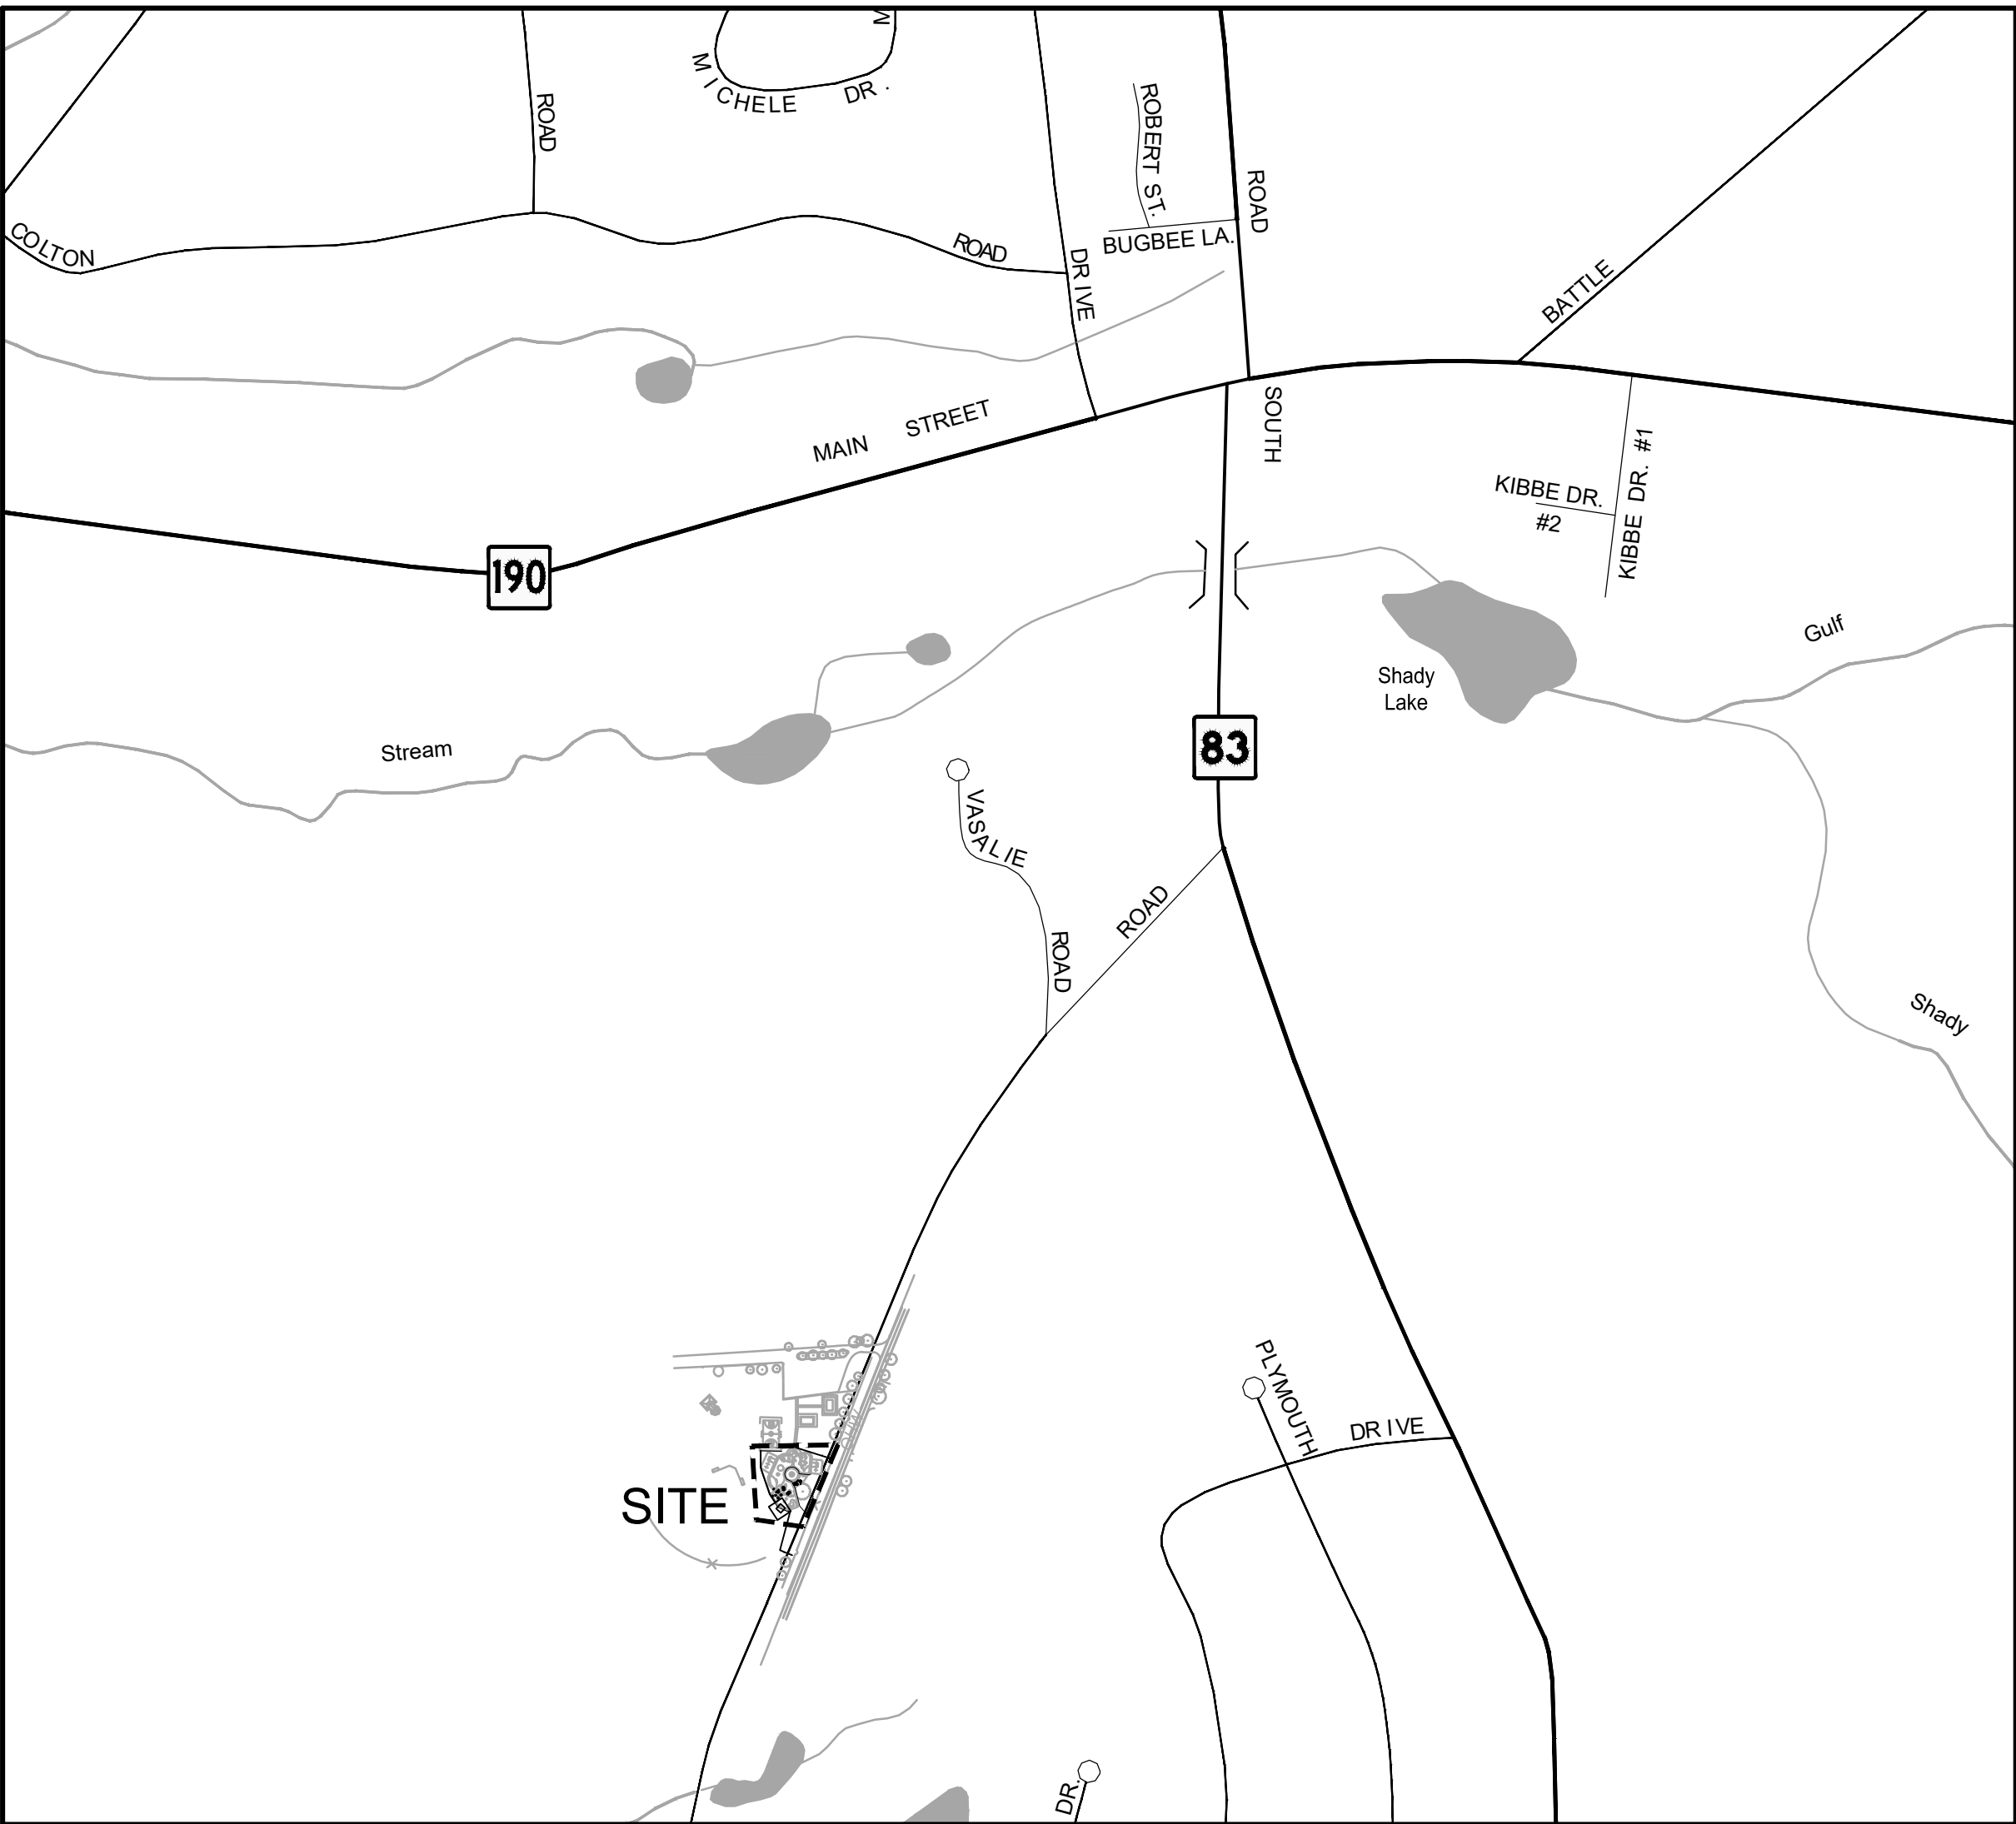 W
MICHELE DR.
ROAD
ROBERT ST.
ROAD
COLTON
ROAD
DRIVE
BUGBEE LA.
BATTLE
MAIN STREET
SOUTH
KIBBE DR. #1
KIBBE DR.
#2
190
Gulf
Shady
Lake
83
Stream
VASALIE
ROAD
ROAD
Shady
PLYMOUTH
DRIVE
SITE
DR.